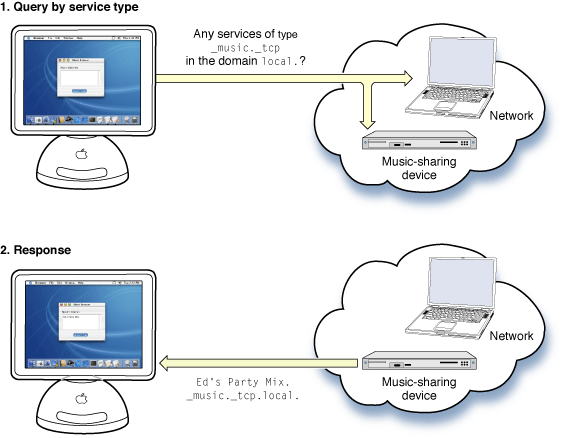 1. Query by service type
Any services of type
_music._tcp
in the domain local.?
Network
Music-sharing
device
2. Response
Network
Ed's Party Mix.
_music._tcp.local.
Music-sharing
device